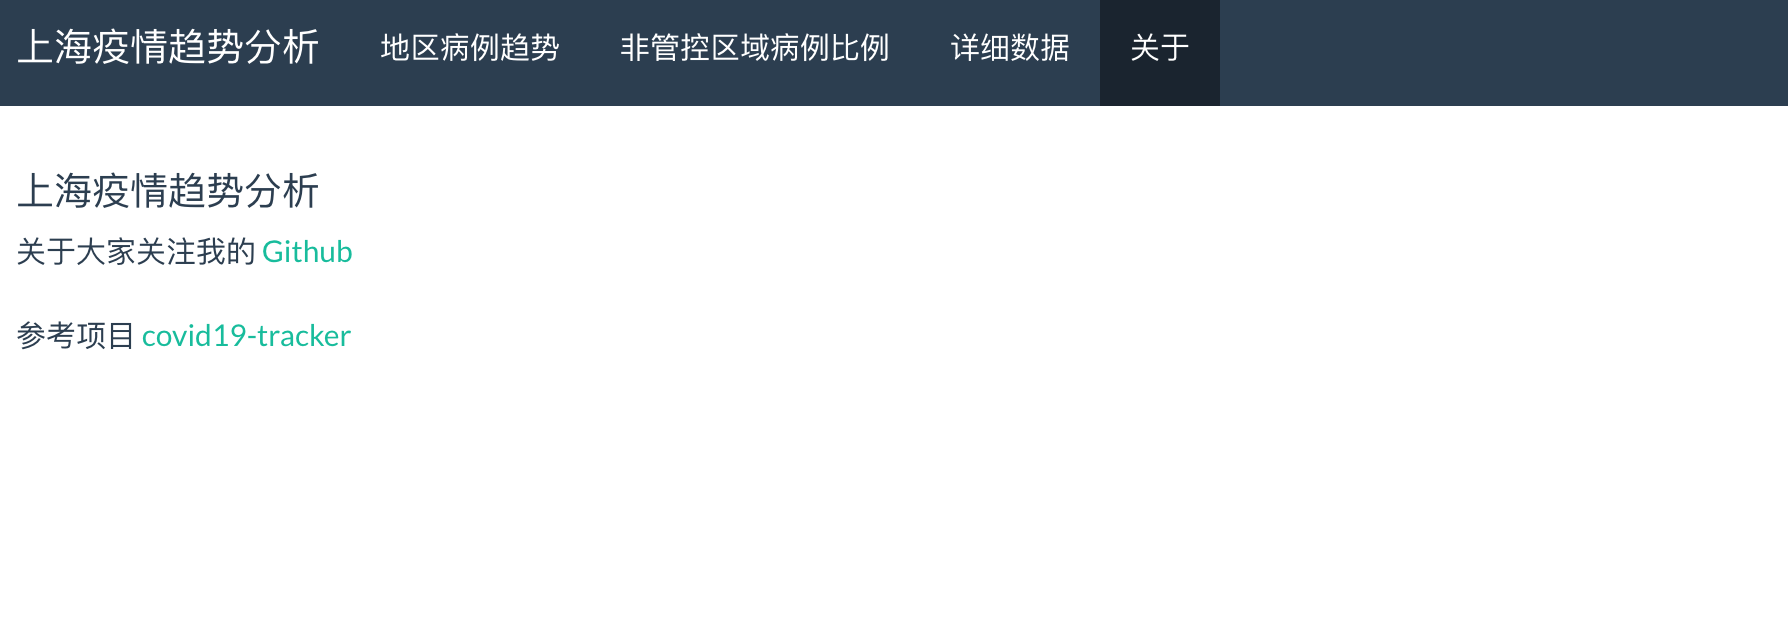 上海疫情趋势分析 地区病例趋势 非管控区域病例比例 详细数据 关于
上海疫情趋势分析
关于大家关注我的 Github
参考项目 covid19-tracker